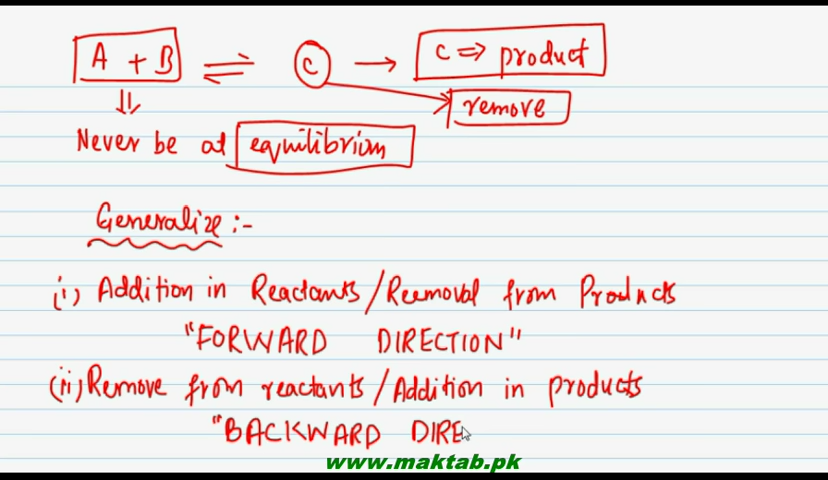 A + B ⇌ C → C ⇒ product
⇓ remove
Never be at equilibrium
Generalize :-
(i) Addition in Reactants/Reemoval from Products
"FORWARD DIRECTION"
(ii) Remove from reactants/Addition in products
"BACKWARD DIRE
www.maktab.pk